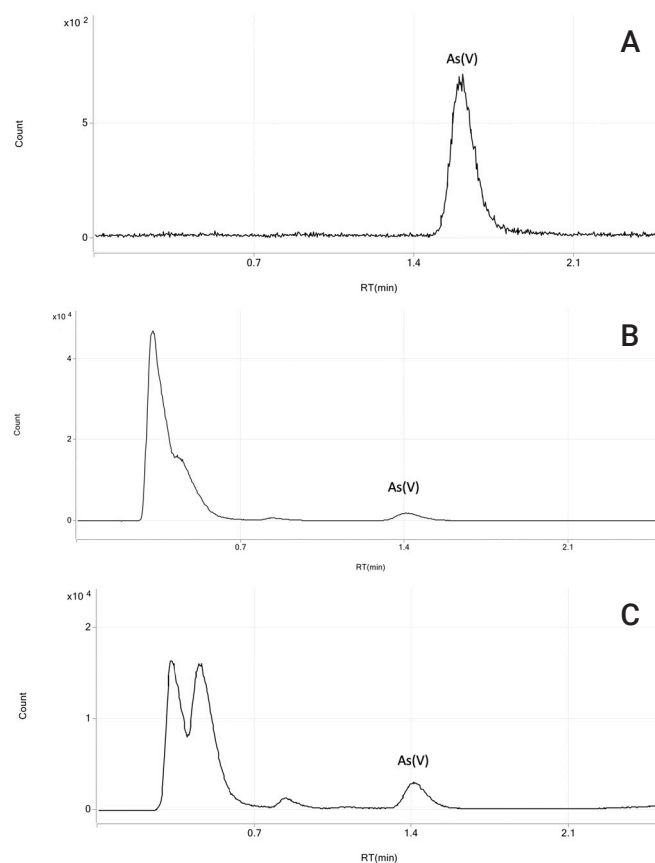 x10 2
A
As(V)
5
Count
0
0.7
1.4
2.1
RT(min)
x10 4
B
4
Count
2
As(V)
0
0.7
1.4
2.1
RT(min)
x10 4
C
2
Count
1
As(V)
0
0.7
1.4
2.1
RT(min)